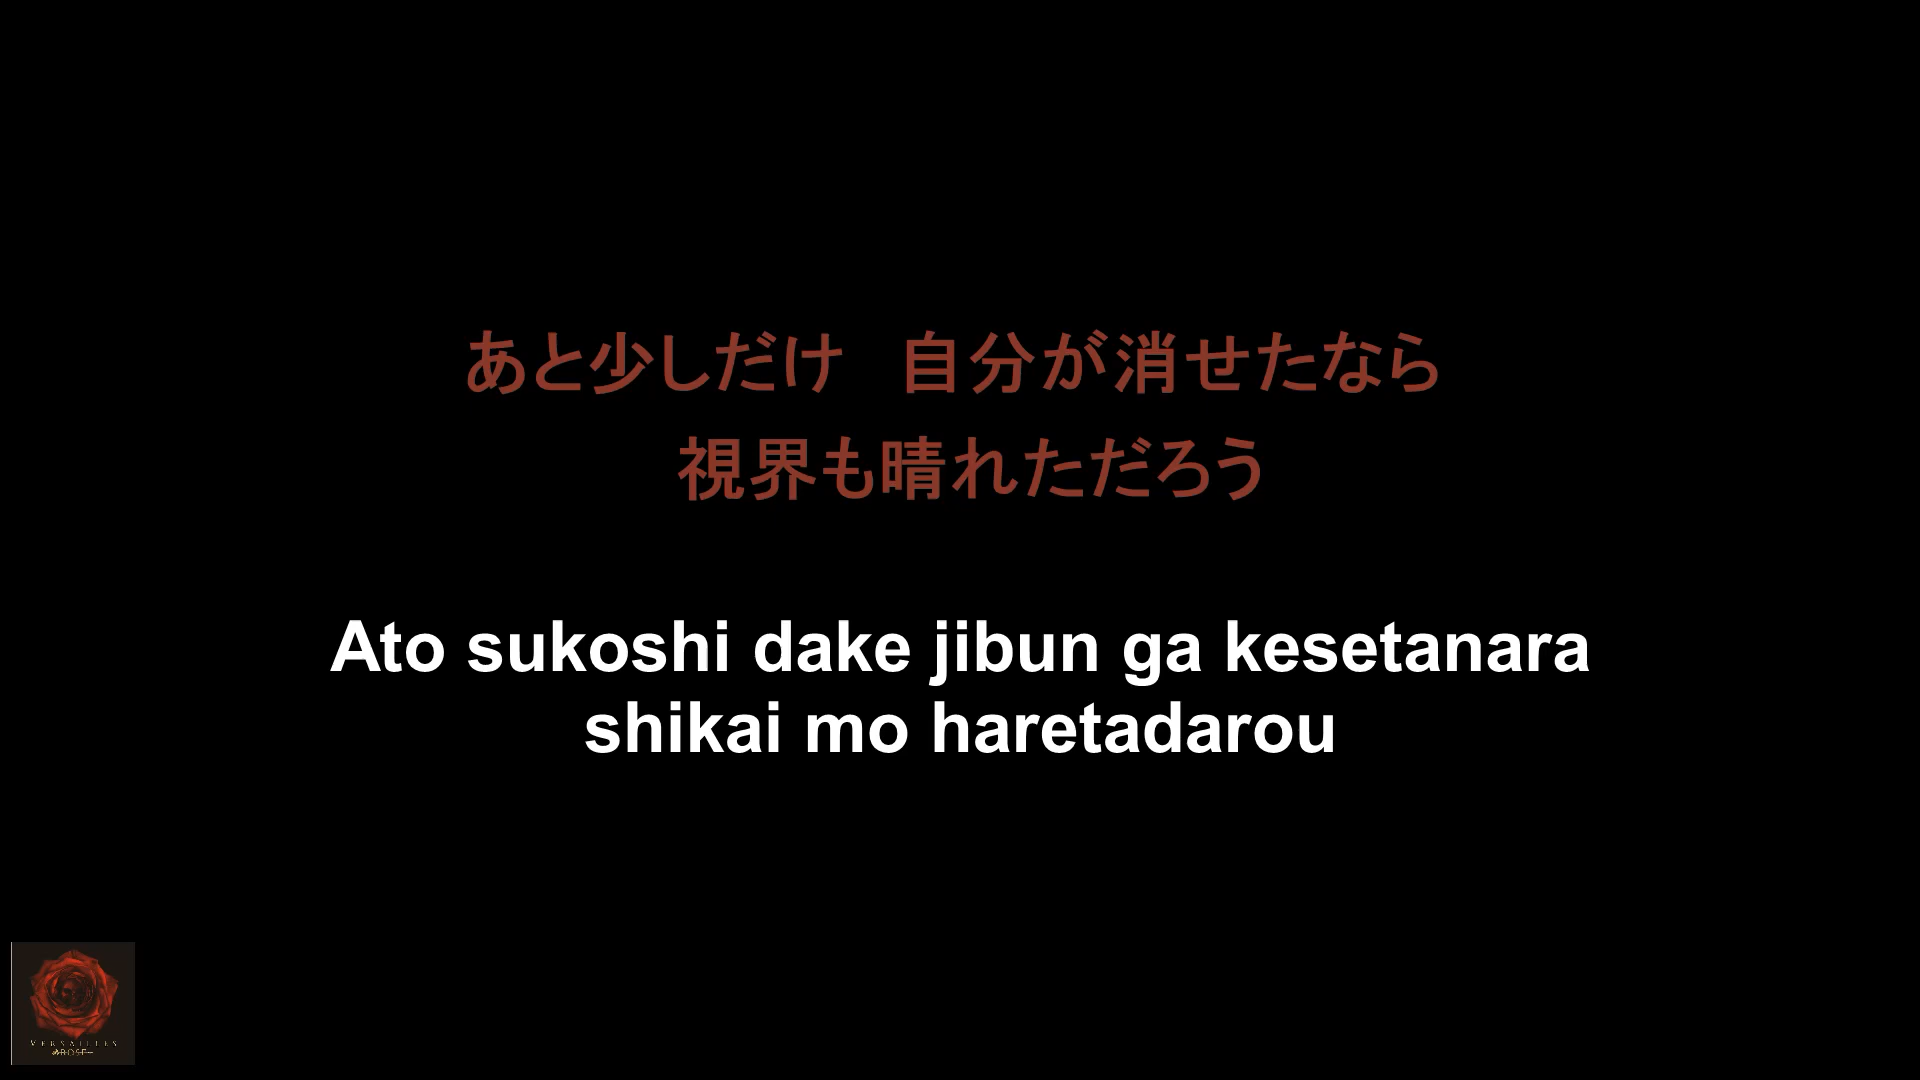 あと少しだけ　自分が消せたなら
視界も晴れただろう
Ato sukoshi dake jibun ga kesetanara
shikai mo haretadarou
VERSAILLES
ROSE